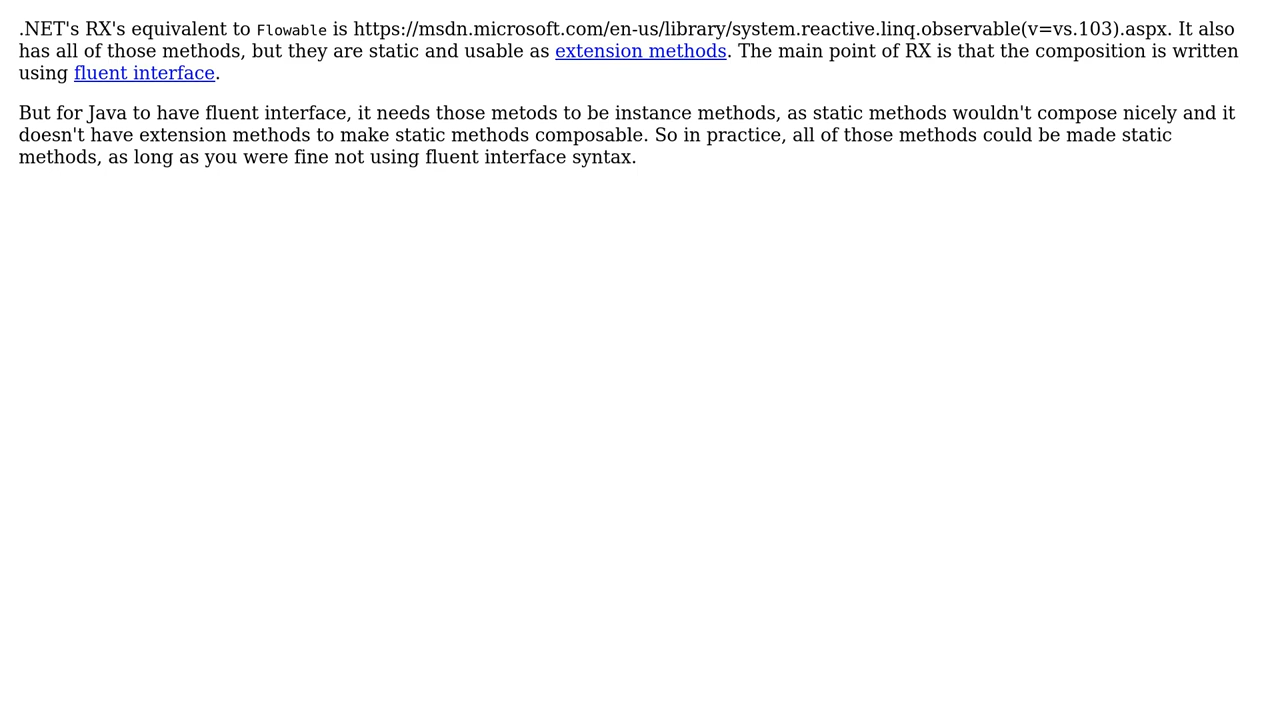 .NET's RX's equivalent to Flowable is https://msdn.microsoft.com/en-us/library/system.reactive.linq.observable(v=vs.103).aspx. It also
has all of those methods, but they are static and usable as extension methods. The main point of RX is that the composition is written
using fluent interface.
But for Java to have fluent interface, it needs those metods to be instance methods, as static methods wouldn't compose nicely and it
doesn't have extension methods to make static methods composable. So in practice, all of those methods could be made static
methods, as long as you were fine not using fluent interface syntax.